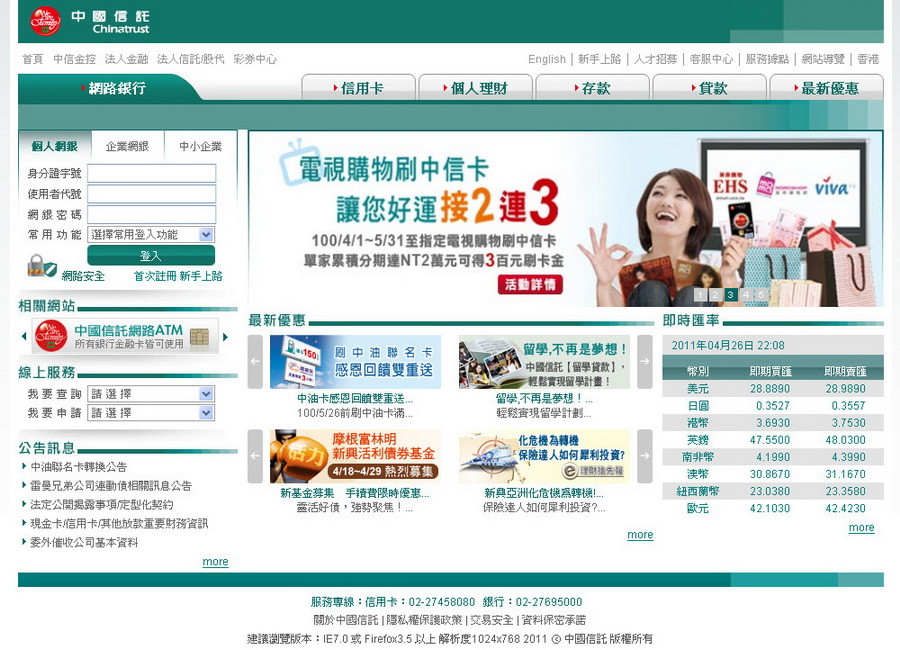 中國信託
Chinatrust
首頁 中信金控 法人金融 法人信託/股代 彩券中心
English | 新手上路 | 人才招募 | 客服中心 | 服務據點 | 網站導覽 | 香港
網路銀行
信用卡
個人理財
存款
貸款
最新優惠
個人網銀 企業網銀 中小企業
身分證字號
使用者代號
網銀密碼
常用功能 選擇常用登入功能
登入
網路安全 首次註冊 新手上路
電視購物刷中信卡
讓您好運接2連3
100/4/1~5/31至指定電視購物刷中信卡
單家累積分期達NT2萬元可得3百元刷卡金
活動詳情
EHS
viva
1 2 3 4 5
相關網站
中國信託網路ATM
所有銀行金融卡皆可使用
線上服務
我要查詢 請選擇
我要申請 請選擇
公告訊息
中油聯名卡轉換公告
雷曼兄弟公司連動債相關訊息公告
法定公開揭露事項/定型化契約
現金卡/信用卡/其他放款重要財務資訊
委外催收公司基本資料
more
最新優惠
$150
刷中油聯名卡
感恩回饋雙重送
中油卡感恩回饋雙重送...
100/5/26前刷中油卡滿...
留學,不再是夢想！
中國信託【留學貸款】，
輕鬆實現留學計劃！
留學,不再是夢想！...
輕鬆實現留學計劃...
活力
摩根富林明
新興活利債券基金
4/18~4/29 熱烈募集
新基金募集 手續費限時優惠...
靈活好債，強勢聚焦！...
化危機為轉機
保險達人如何犀利投資?
e理財搶先報
新興亞洲化危機為轉機!...
保險達人如何犀利投資?...
more
即時匯率
2011年04月26日 22:08
幣別 即期買匯 即期賣匯
美元 28.8890 28.9890
日圓 0.3527 0.3557
港幣 3.6930 3.7530
英鎊 47.5500 48.0300
南非幣 4.1990 4.3990
澳幣 30.8670 31.1670
紐西蘭幣 23.0380 23.3580
歐元 42.1030 42.4230
more
服務專線：信用卡：02-27458080 銀行：02-27695000
關於中國信託 | 隱私權保護政策 | 交易安全 | 資料保密承諾
建議瀏覽版本：IE7.0 或 Firefox3.5 以上 解析度1024x768 2011 © 中國信託 版權所有